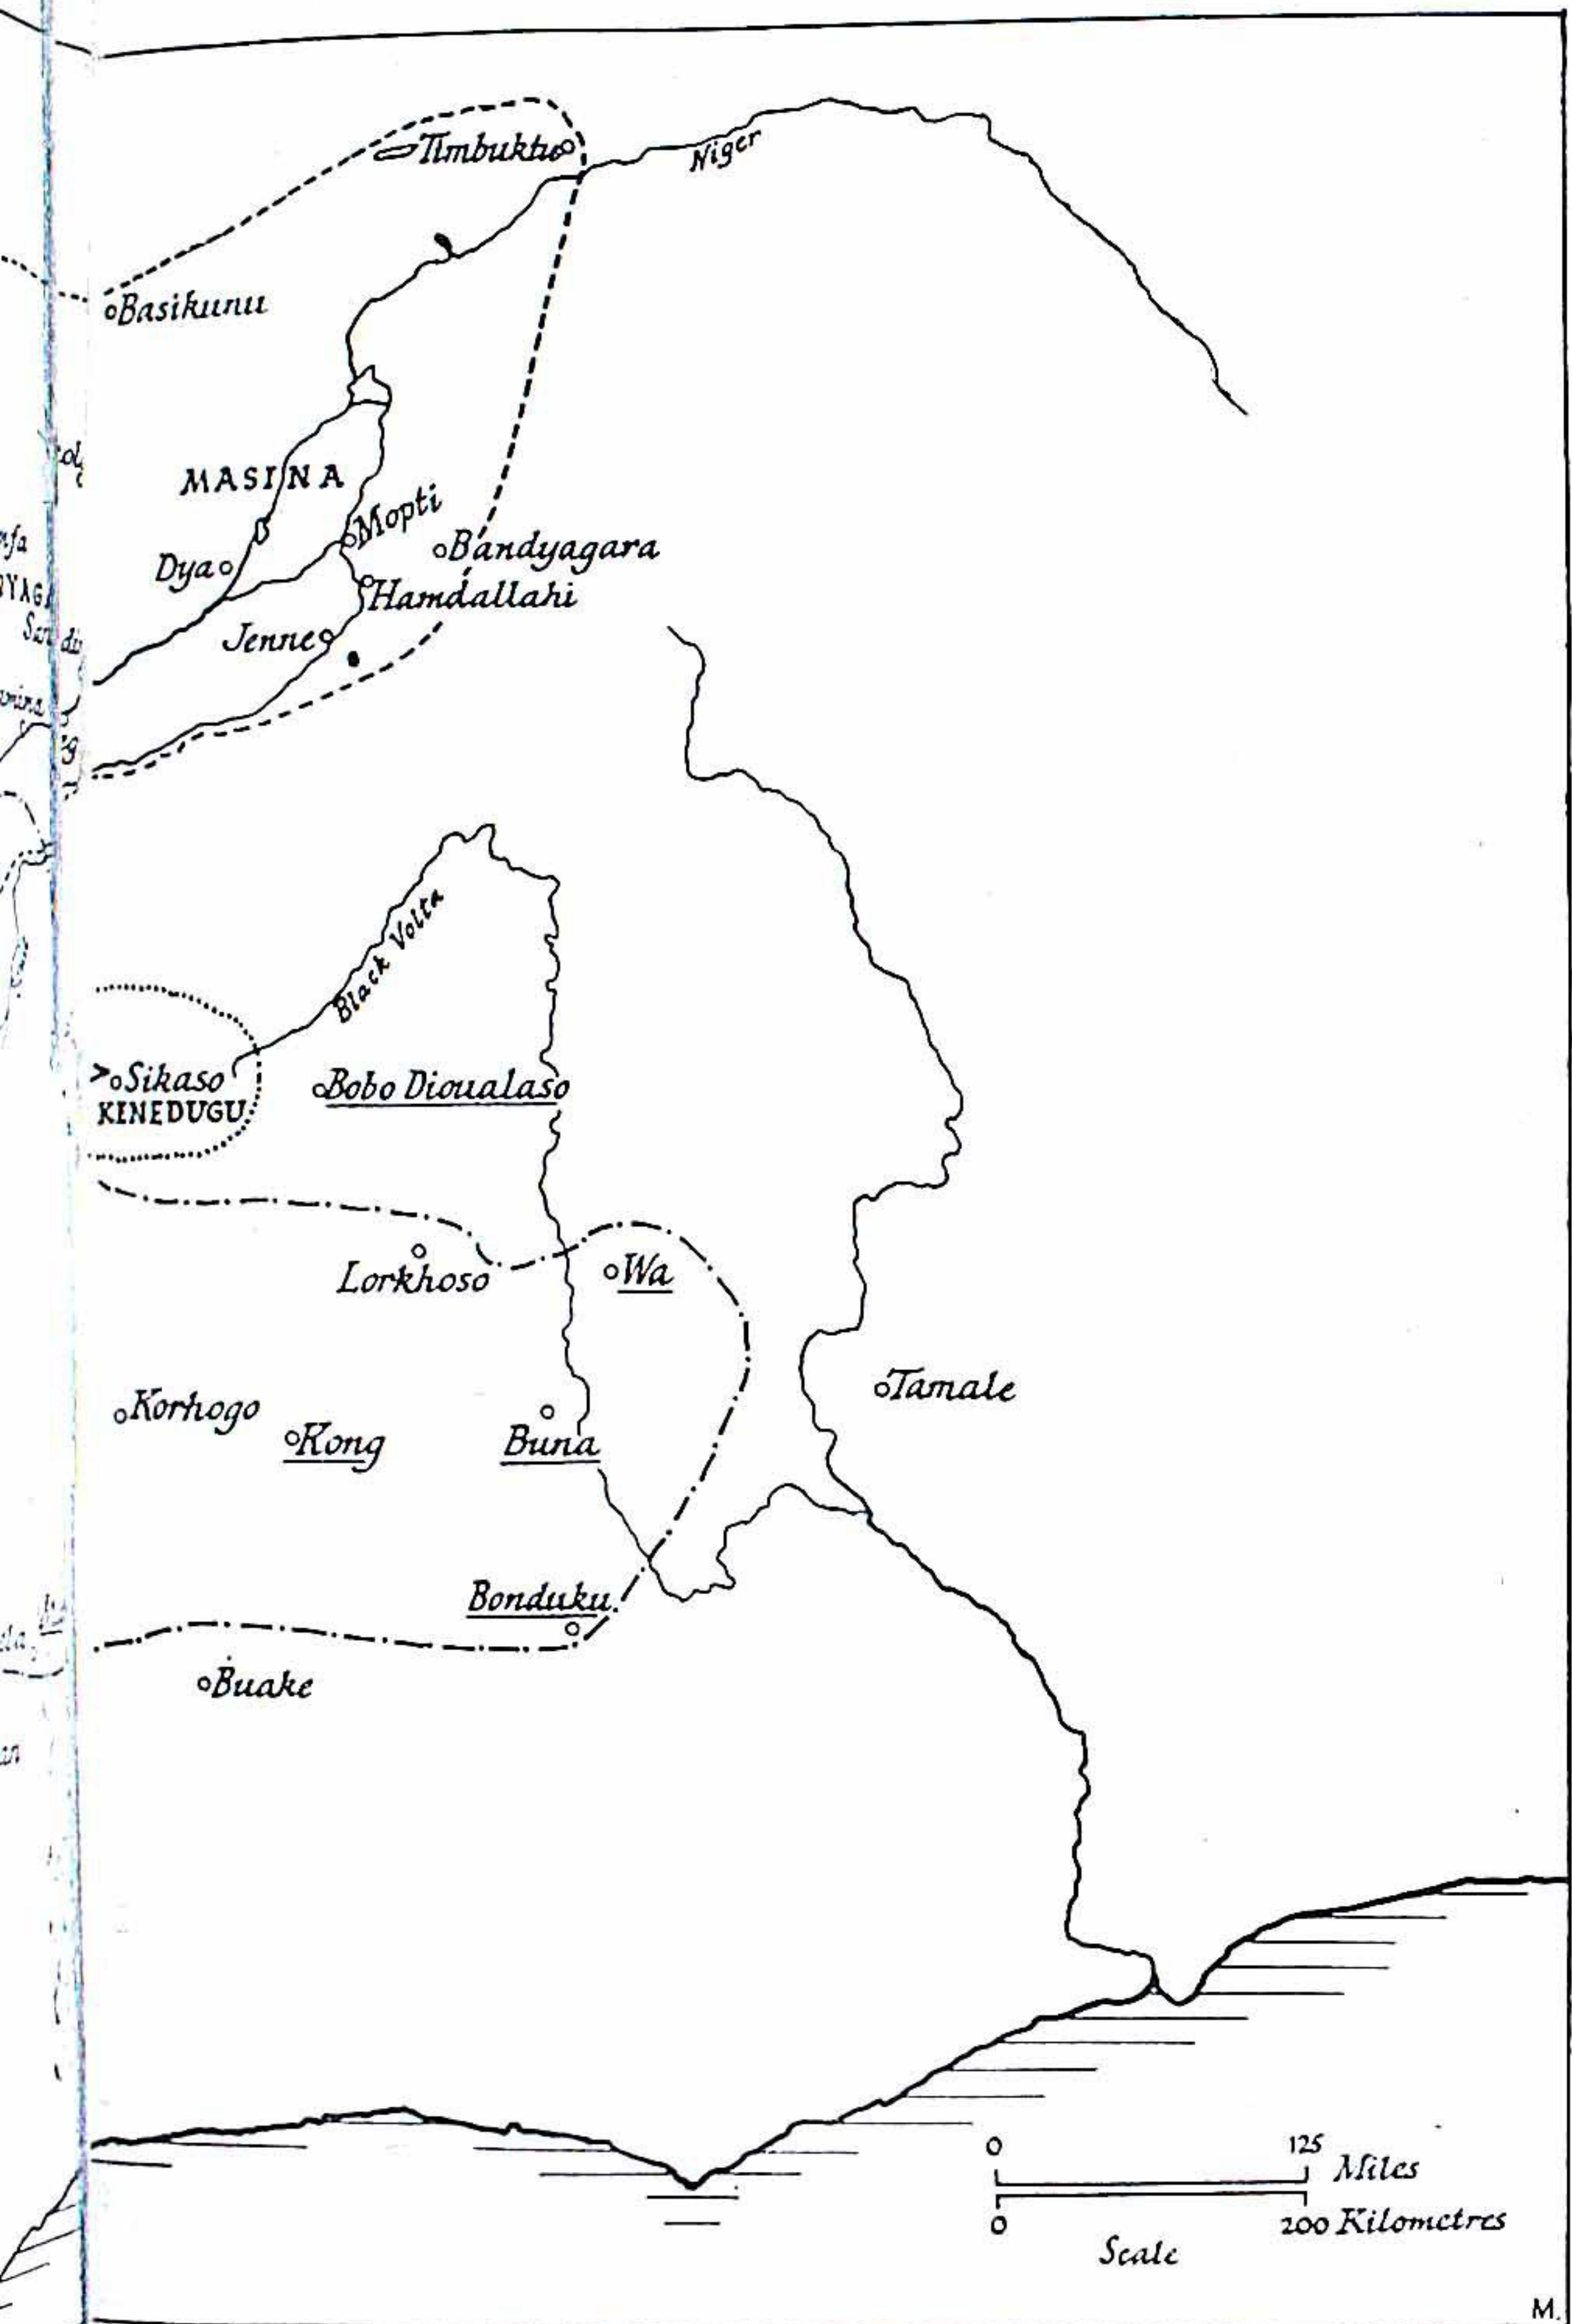 Timbuktu
Niger
Basikunu
MASINA
Mopti
Bandyagara
Dya
Hamdallahi
Jenne
Black Volta
Sikaso
KINEDUGU
Bobo Dioualaso
Lorkhoso
Wa
Tamale
Korhogo
Kong
Buna
Bonduku
Buake
0 125 Miles
0 200 Kilometres
Scale
M.